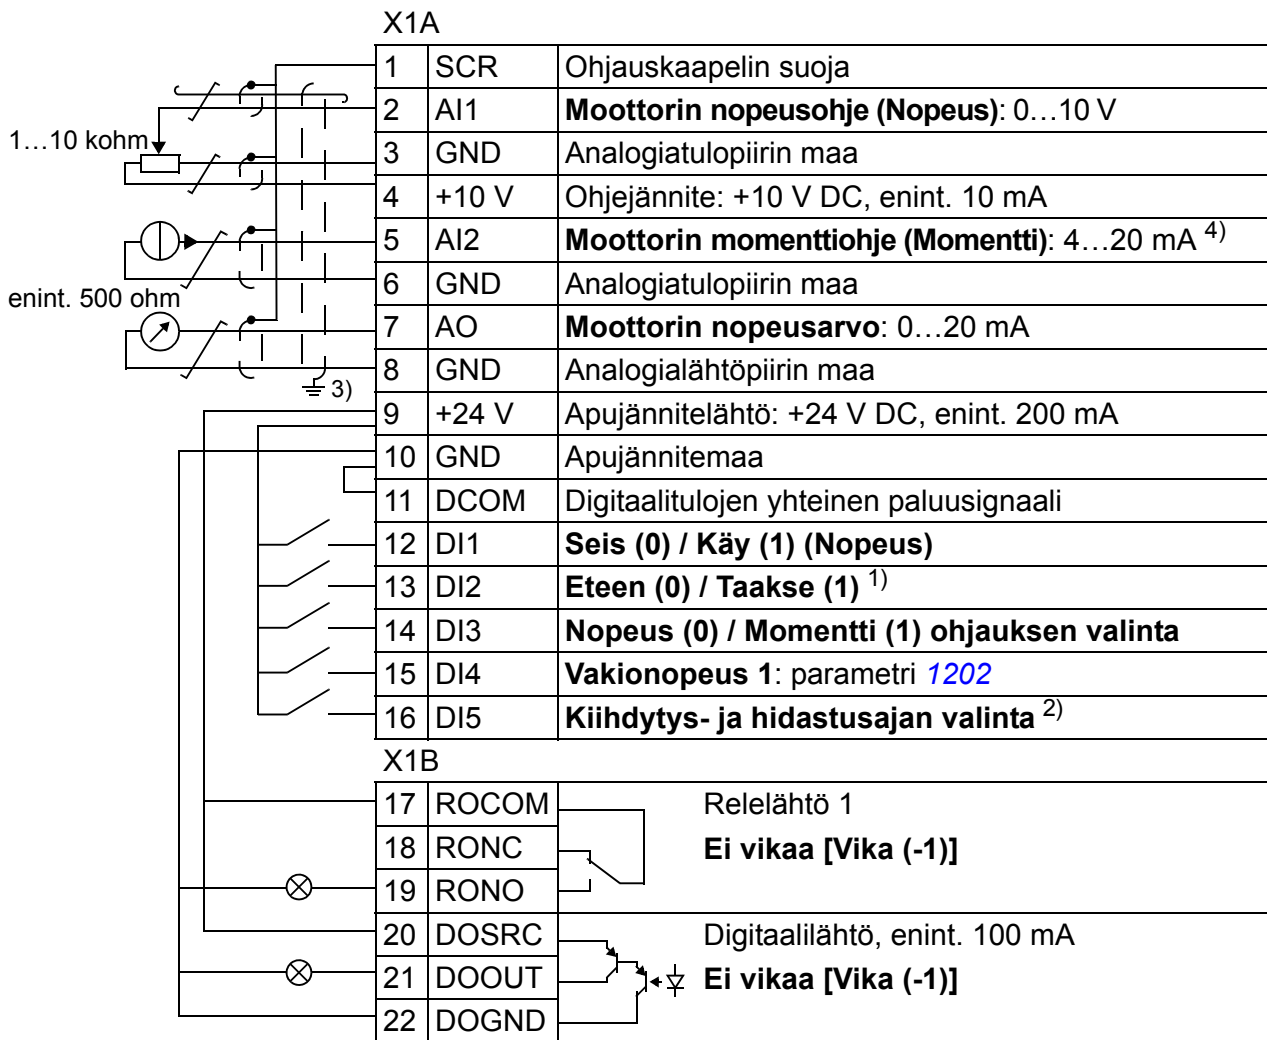 X1A
1 SCR Ohjauskaapelin suoja
2 AI1 Moottorin nopeusohje (Nopeus): 0…10 V
1…10 kohm
3 GND Analogiatulopiirin maa
4 +10 V Ohjejännite: +10 V DC, enint. 10 mA
5 AI2 Moottorin momenttiohje (Momentti): 4…20 mA 4)
6 GND Analogiatulopiirin maa
enint. 500 ohm
7 AO Moottorin nopeusarvo: 0…20 mA
8 GND Analogialähtöpiirin maa
3)
9 +24 V Apujännitelähtö: +24 V DC, enint. 200 mA
10 GND Apujännitemaa
11 DCOM Digitaalitulojen yhteinen paluusignaali
12 DI1 Seis (0) / Käy (1) (Nopeus)
13 DI2 Eteen (0) / Taakse (1) 1)
14 DI3 Nopeus (0) / Momentti (1) ohjauksen valinta
15 DI4 Vakionopeus 1: parametri 1202
16 DI5 Kiihdytys- ja hidastusajan valinta 2)
X1B
17 ROCOM Relelähtö 1
18 RONC Ei vikaa [Vika (-1)]
19 RONO
20 DOSRC Digitaalilähtö, enint. 100 mA
21 DOOUT Ei vikaa [Vika (-1)]
22 DOGND